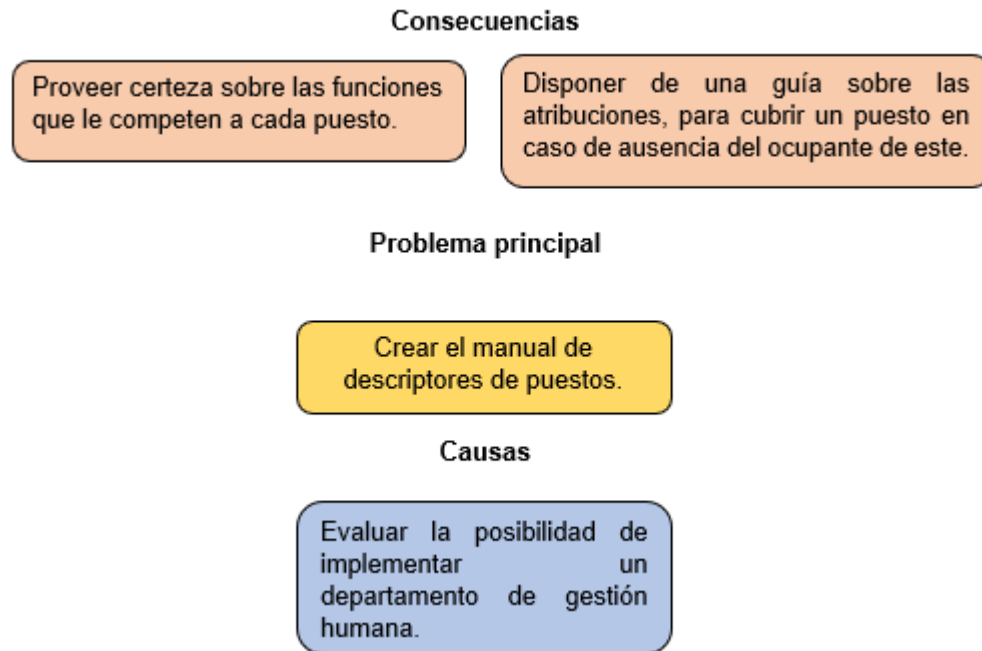 Consecuencias
Proveer certeza sobre las funciones
que le competen a cada puesto.
Disponer de una guía sobre las
atribuciones, para cubrir un puesto en
caso de ausencia del ocupante de este.
Problema principal
Crear el manual de
descriptores de puestos.
Causas
Evaluar la posibilidad de
implementar un
departamento de gestión
humana.